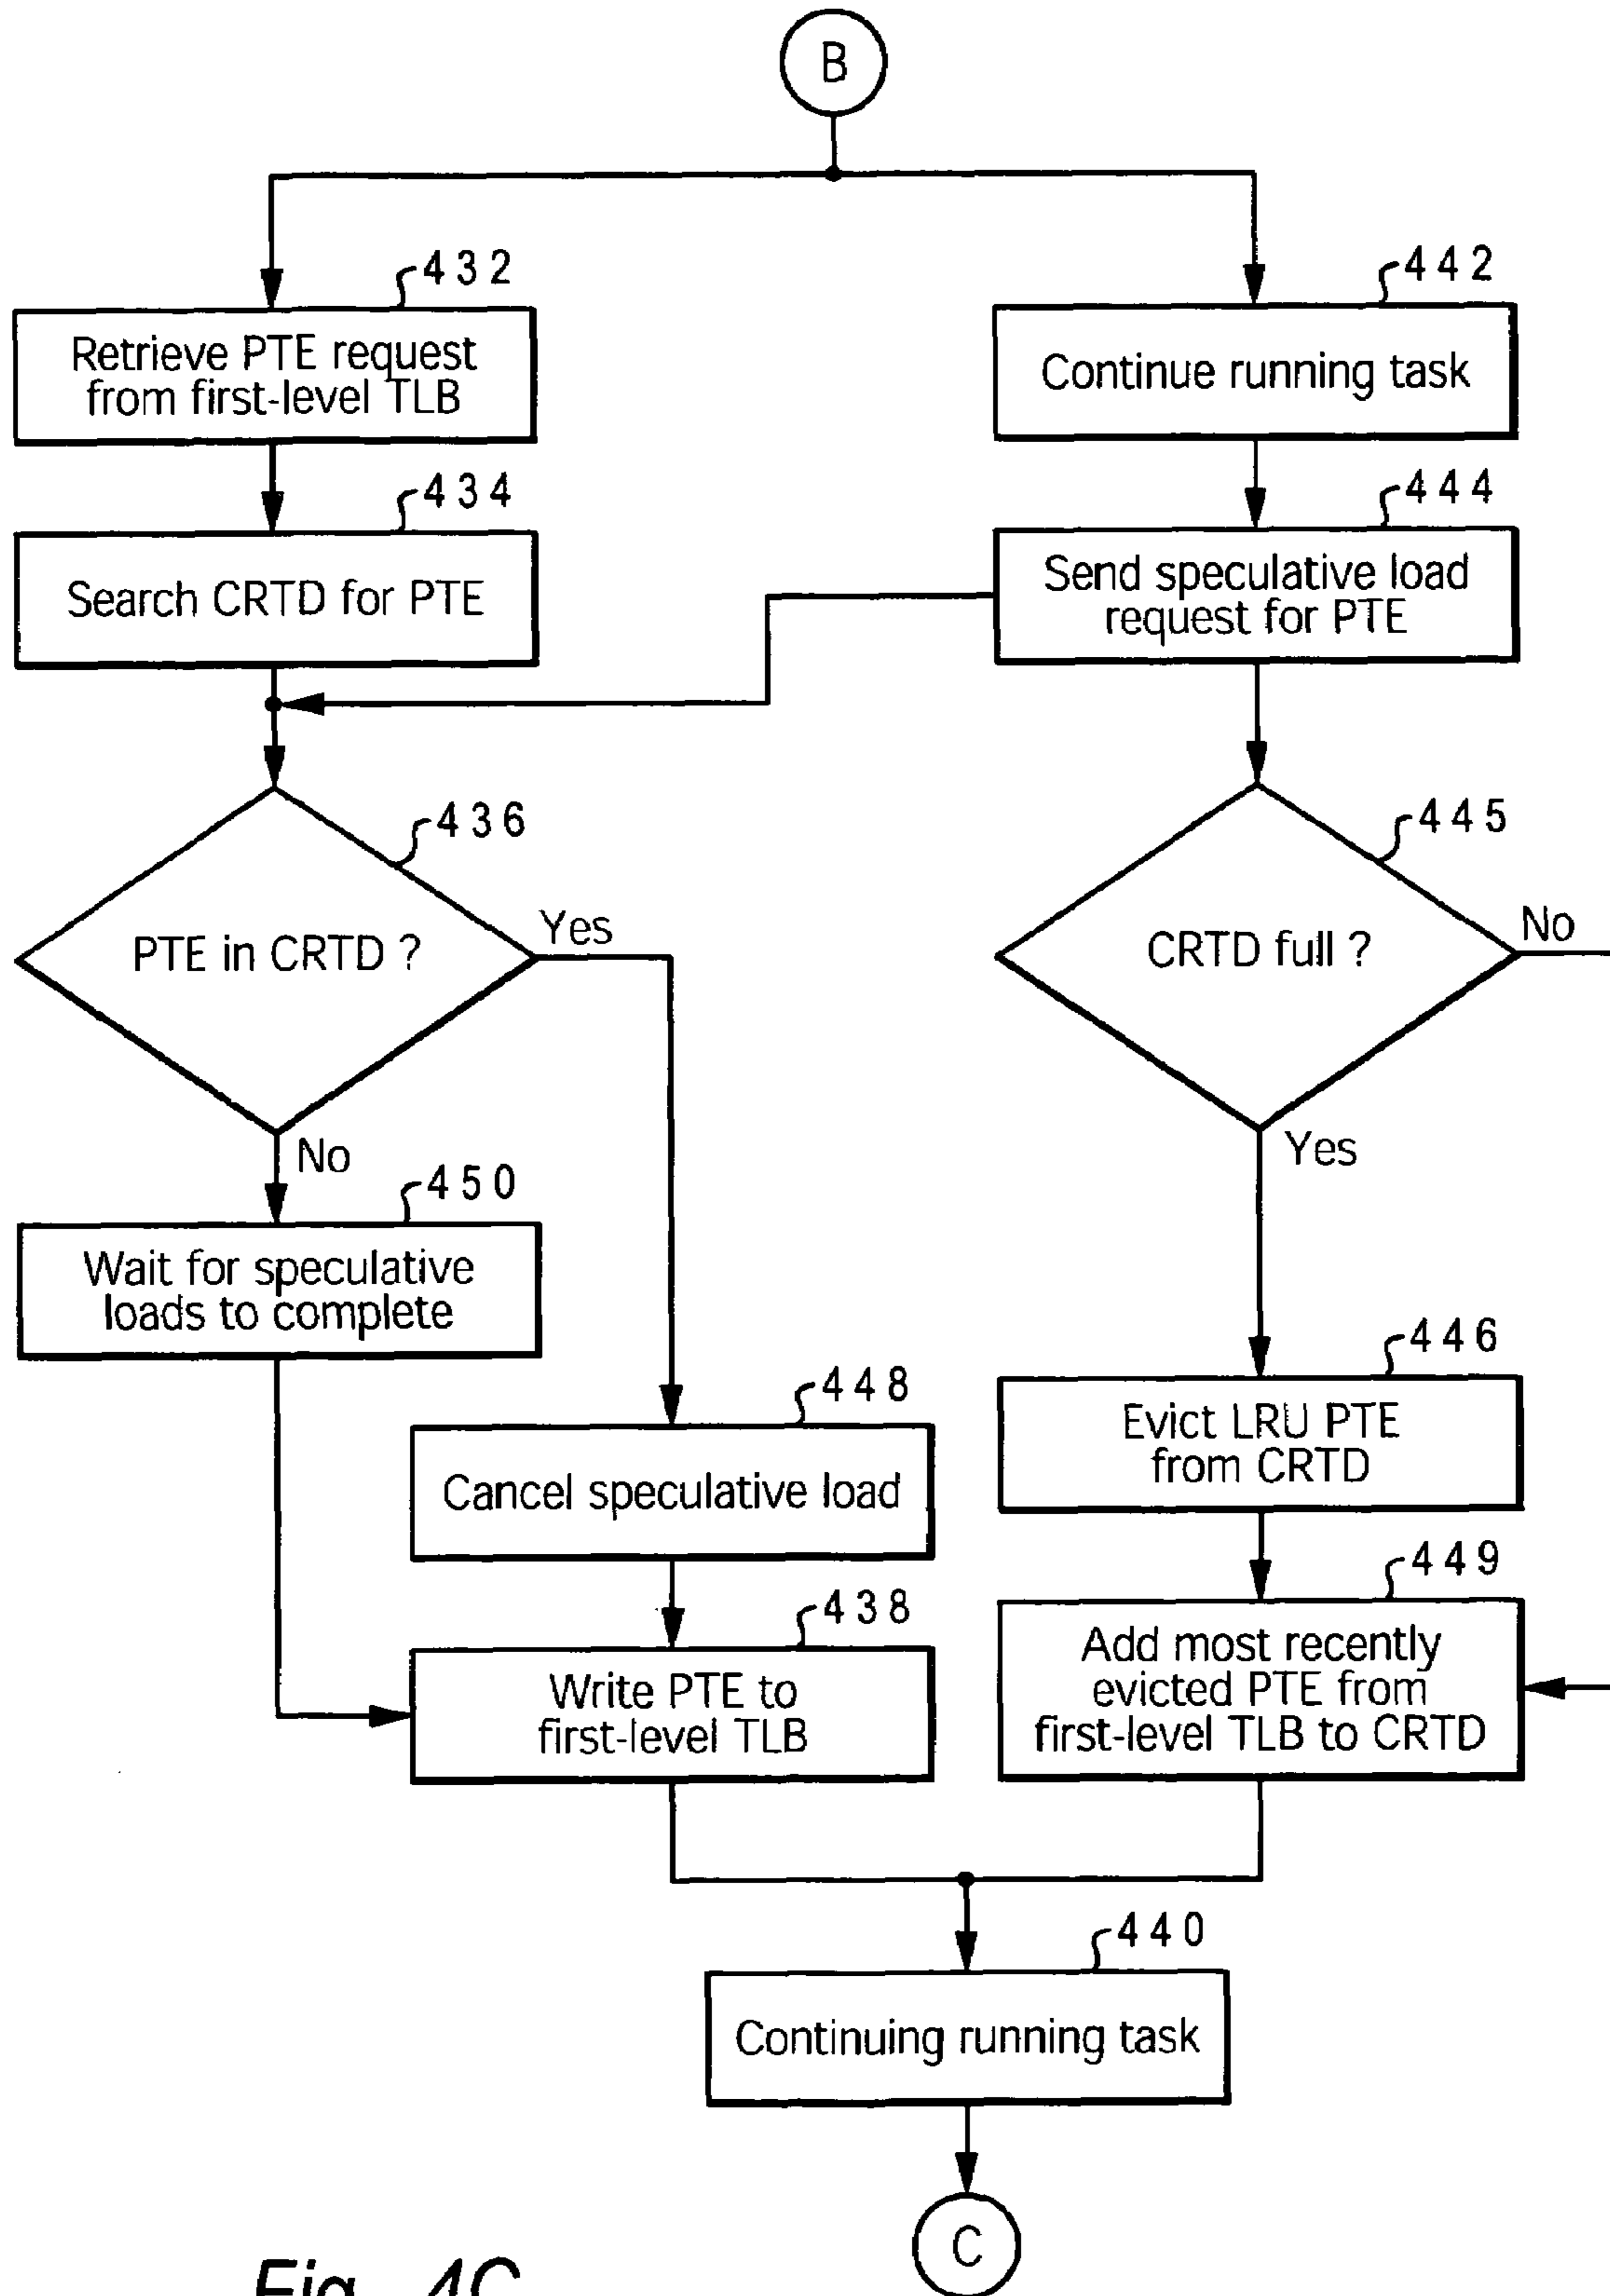 B
432
Retrieve PTE request
from first-level TLB
442
Continue running task
434
Search CRTD for PTE
444
Send speculative load
request for PTE
436
PTE in CRTD ?
Yes
No
445
CRTD full ?
No
Yes
450
Wait for speculative
loads to complete
448
Cancel speculative load
446
Evict LRU PTE
from CRTD
438
Write PTE to
first-level TLB
449
Add most recently
evicted PTE from
first-level TLB to CRTD
440
Continuing running task
C
Fig. 4C